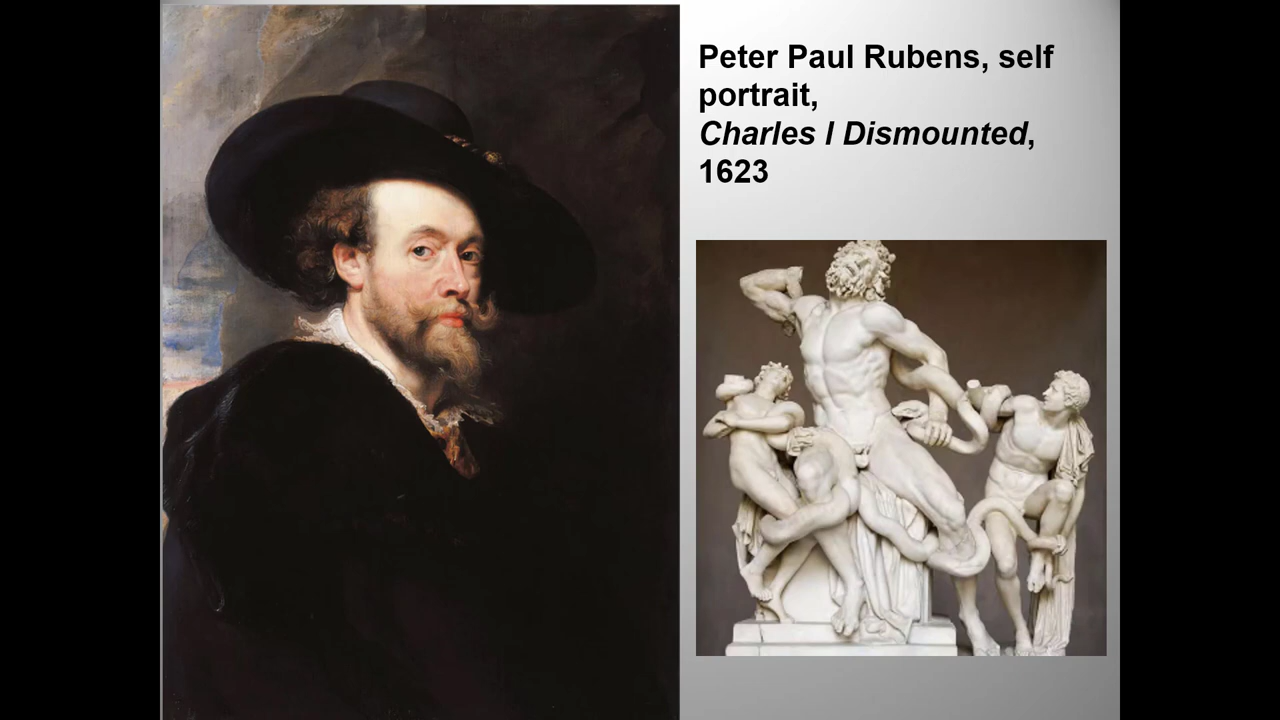 Peter Paul Rubens, self
portrait,
Charles I Dismounted,
1623